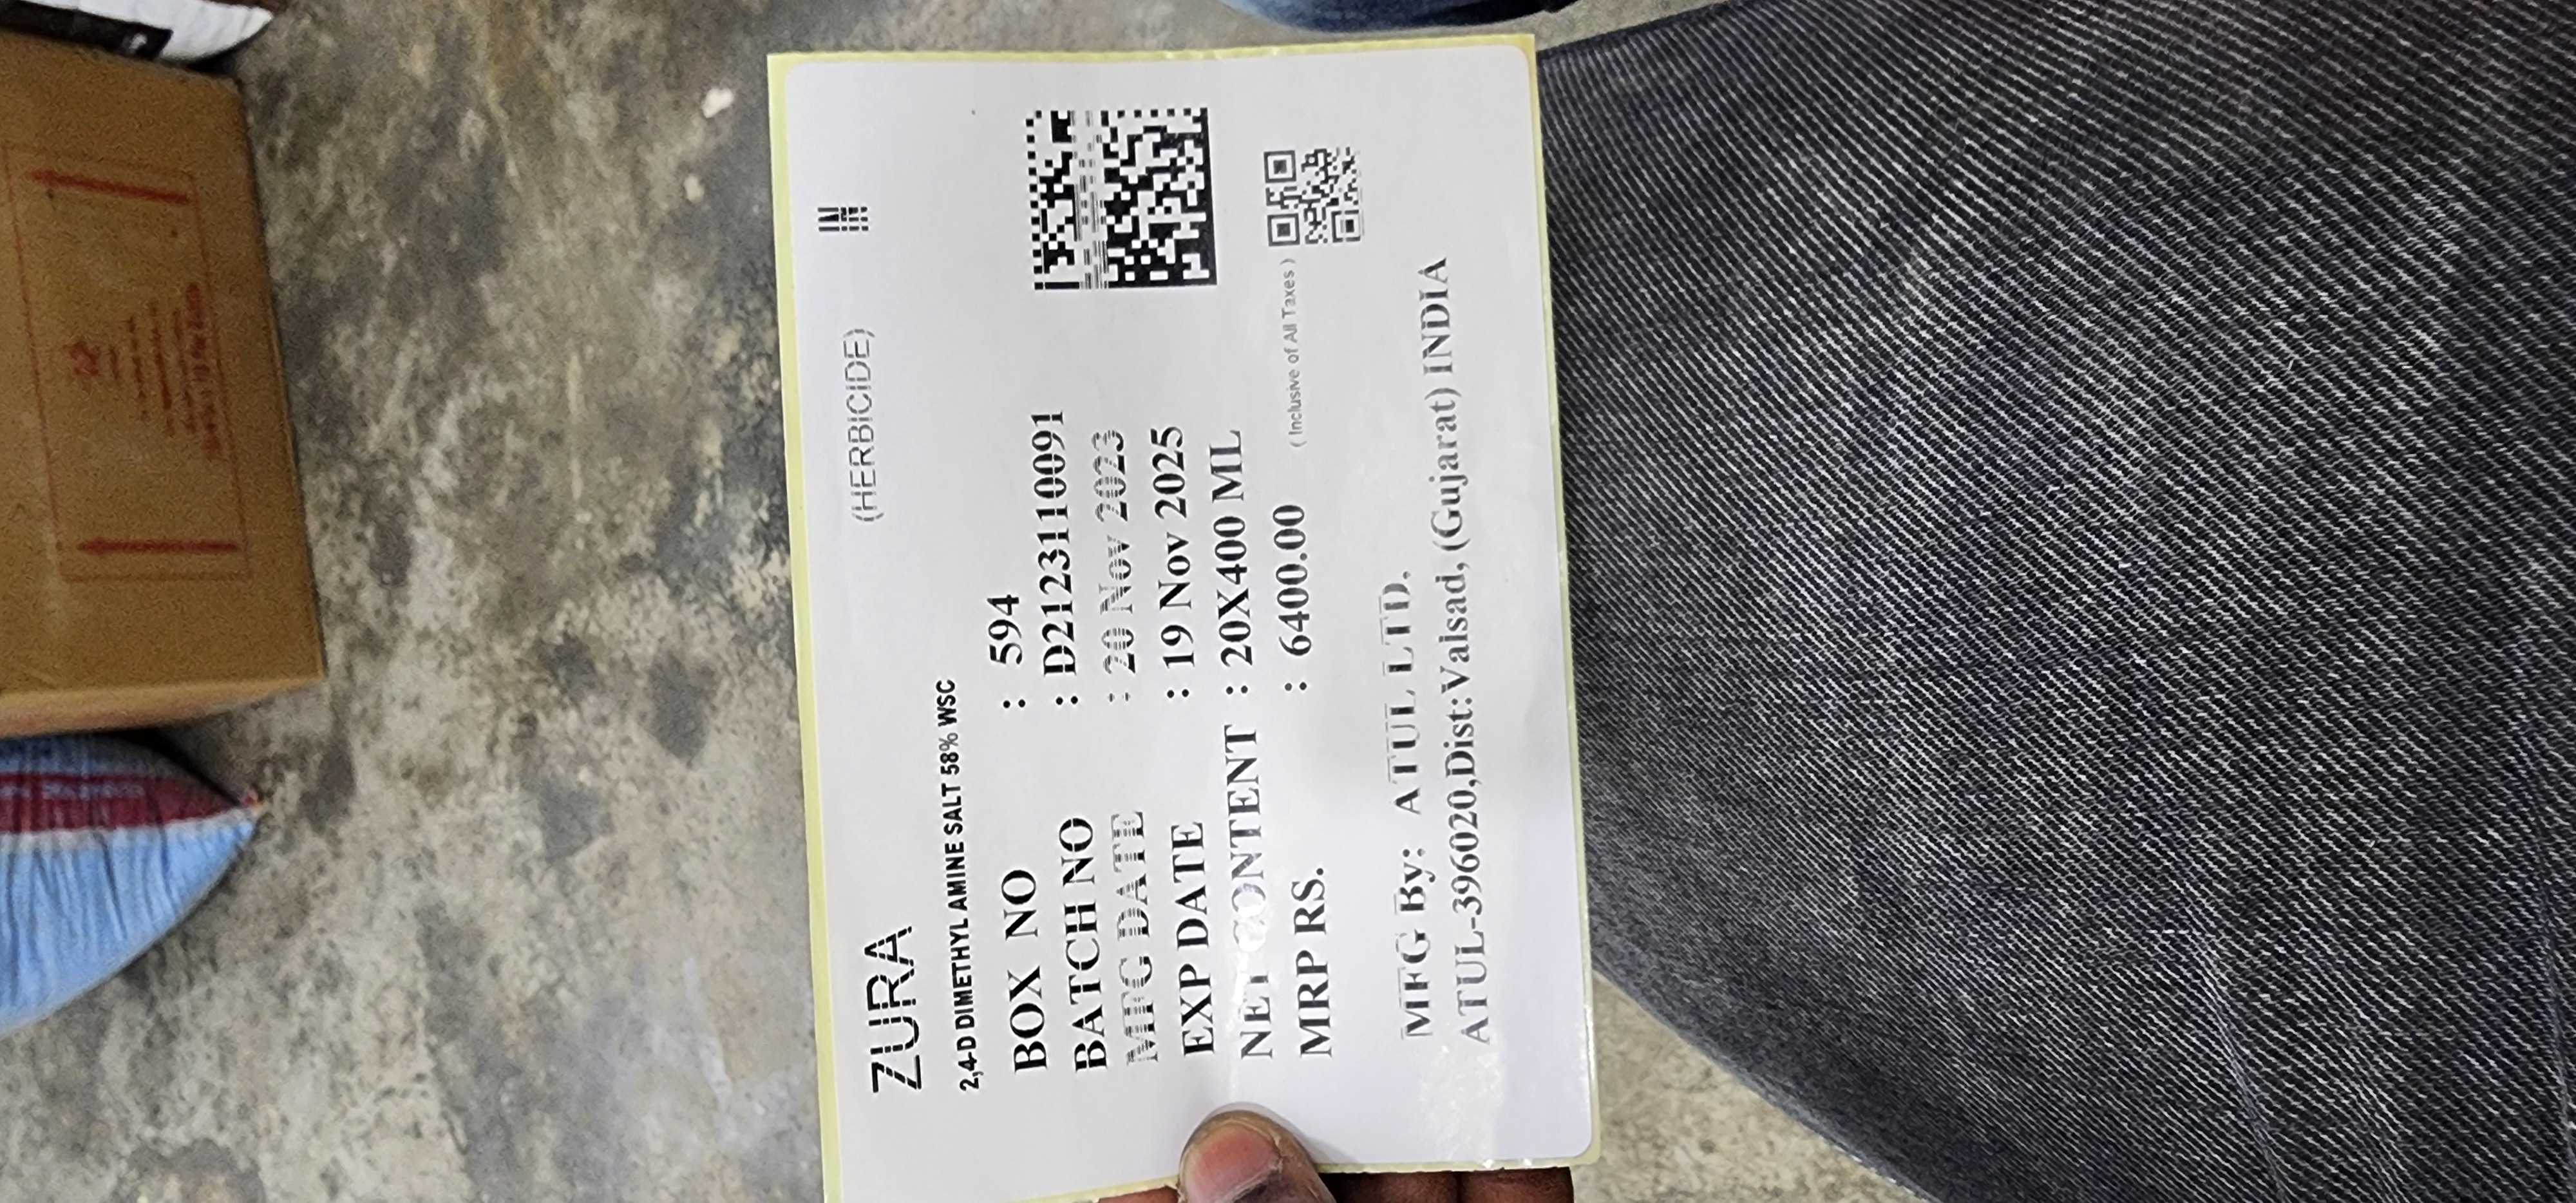 ZURA (HERBICIDE)
2,4-D DIMETHYL AMINE SALT 58% WSC
BOX NO : 594
BATCH NO : D2123110091
MFG DATE : 20 Nov 2023
EXP DATE : 19 Nov 2025
NET CONTENT : 20X400 ML
MRP RS. : 6400.00 ( Inclusive of All Taxes )
MFG By: ATUL LTD,
ATUL-396020,Dist:Valsad,(Gujarat) INDIA